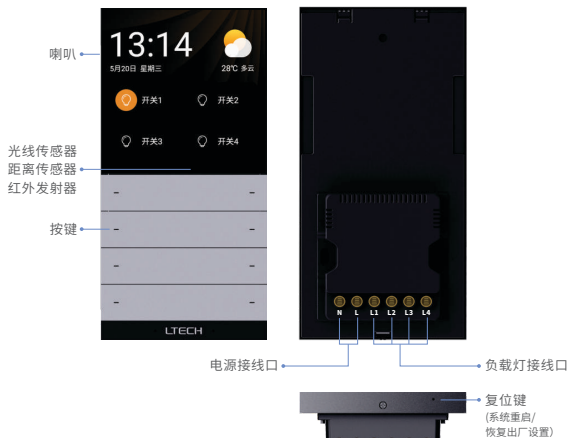 喇叭
13:14
5月20日 星期三
28℃ 多云
开关1
开关2
开关3
开关4
光线传感器
距离传感器
红外发射器
按键
LTECH
N L L1 L2 L3 L4
电源接线口
负载灯接线口
复位键
(系统重启/
恢复出厂设置)